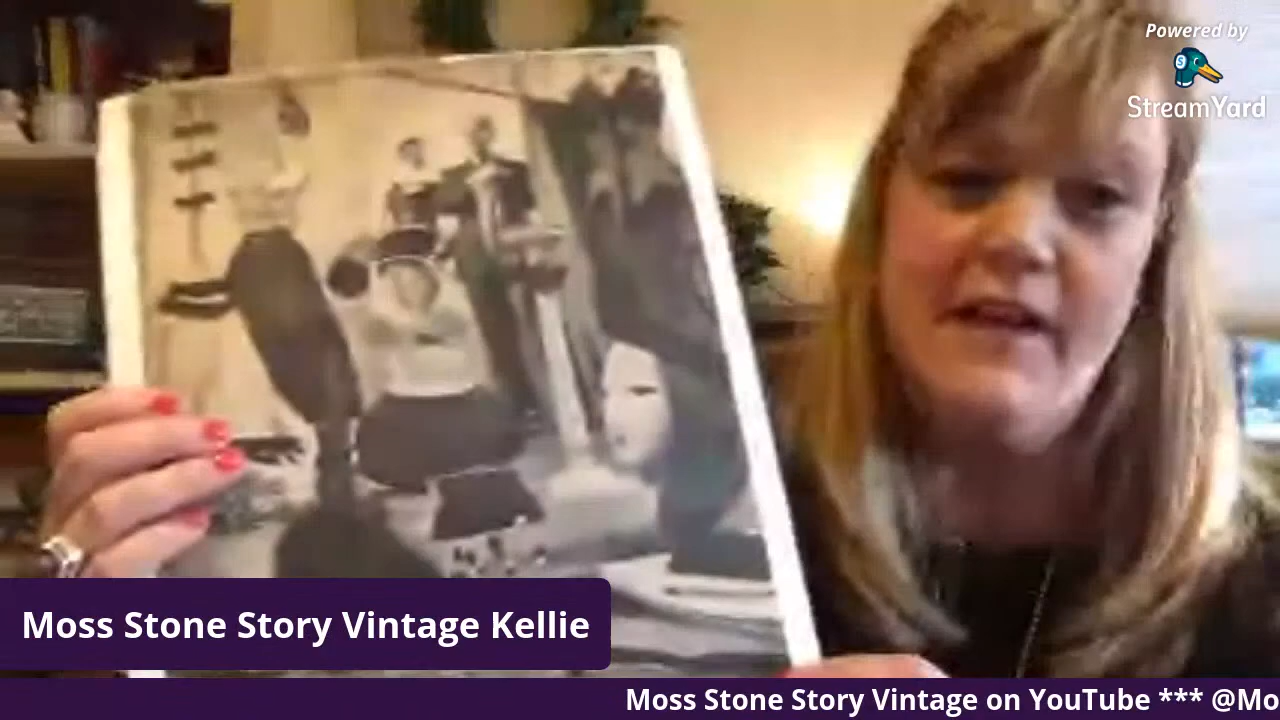 Powered by
StreamYard
Moss Stone Story Vintage Kellie
Moss Stone Story Vintage on YouTube *** @Mo